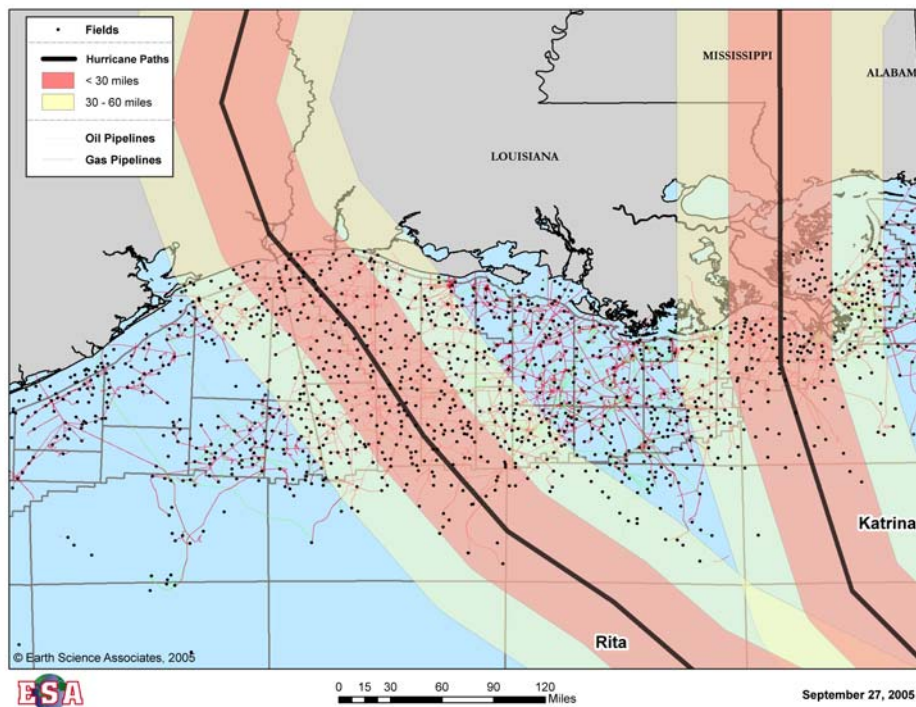 Fields
Hurricane Paths
< 30 miles
30 - 60 miles
Oil Pipelines
Gas Pipelines
MISSISSIPPI
ALABAM
LOUISIANA
Katrina
Rita
© Earth Science Associates, 2005
ESA
0 15 30 60 90 120
Miles
September 27, 2005